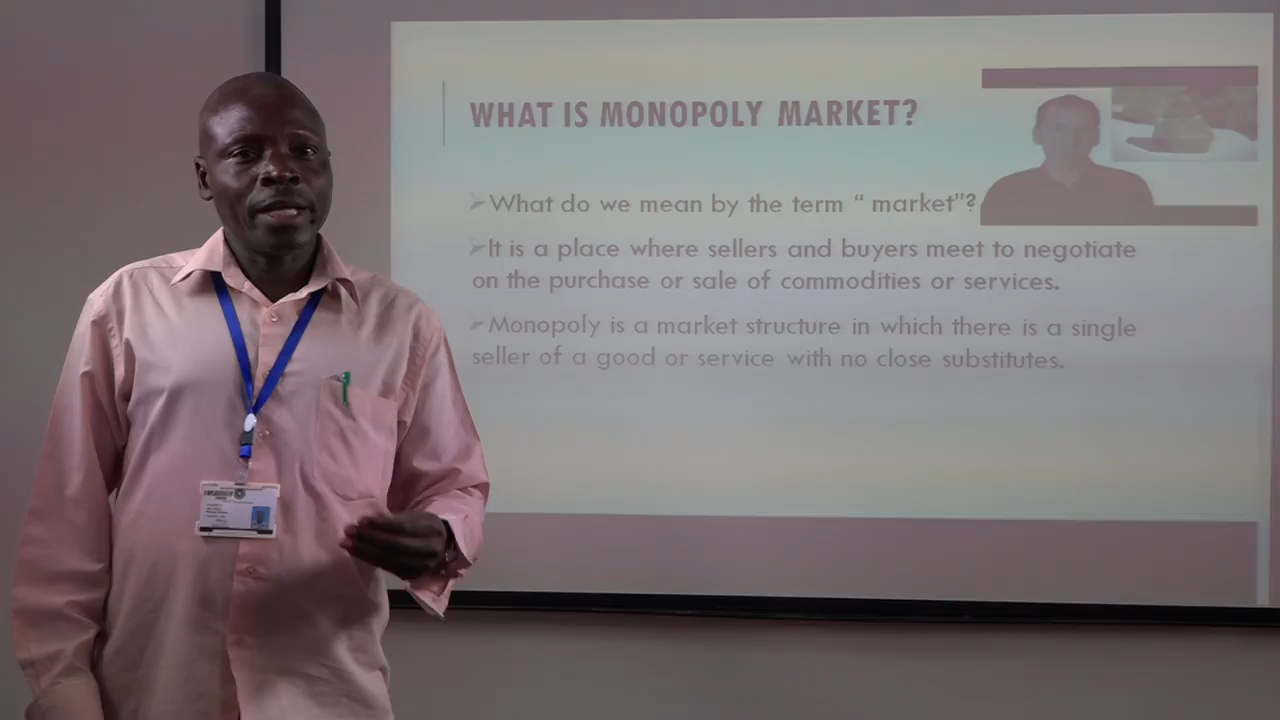 WHAT IS MONOPOLY MARKET?
➢What do we mean by the term “ market”?
➢It is a place where sellers and buyers meet to negotiate
on the purchase or sale of commodities or services.
➢Monopoly is a market structure in which there is a single
seller of a good or service with no close substitutes.